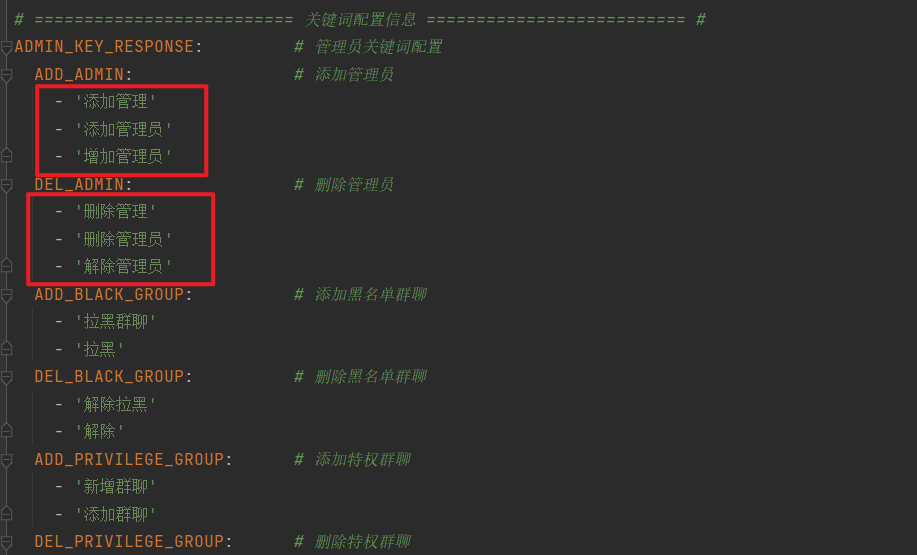 # ========================== 关键词配置信息 ========================== #
ADMIN_KEY_RESPONSE: # 管理员关键词配置
ADD_ADMIN: # 添加管理员
- '添加管理'
- '添加管理员'
- '增加管理员'
DEL_ADMIN: # 删除管理员
- '删除管理'
- '删除管理员'
- '解除管理员'
ADD_BLACK_GROUP: # 添加黑名单群聊
- '拉黑群聊'
- '拉黑'
DEL_BLACK_GROUP: # 删除黑名单群聊
- '解除拉黑'
- '解除'
ADD_PRIVILEGE_GROUP: # 添加特权群聊
- '新增群聊'
- '添加群聊'
DEL_PRIVILEGE_GROUP: # 删除特权群聊